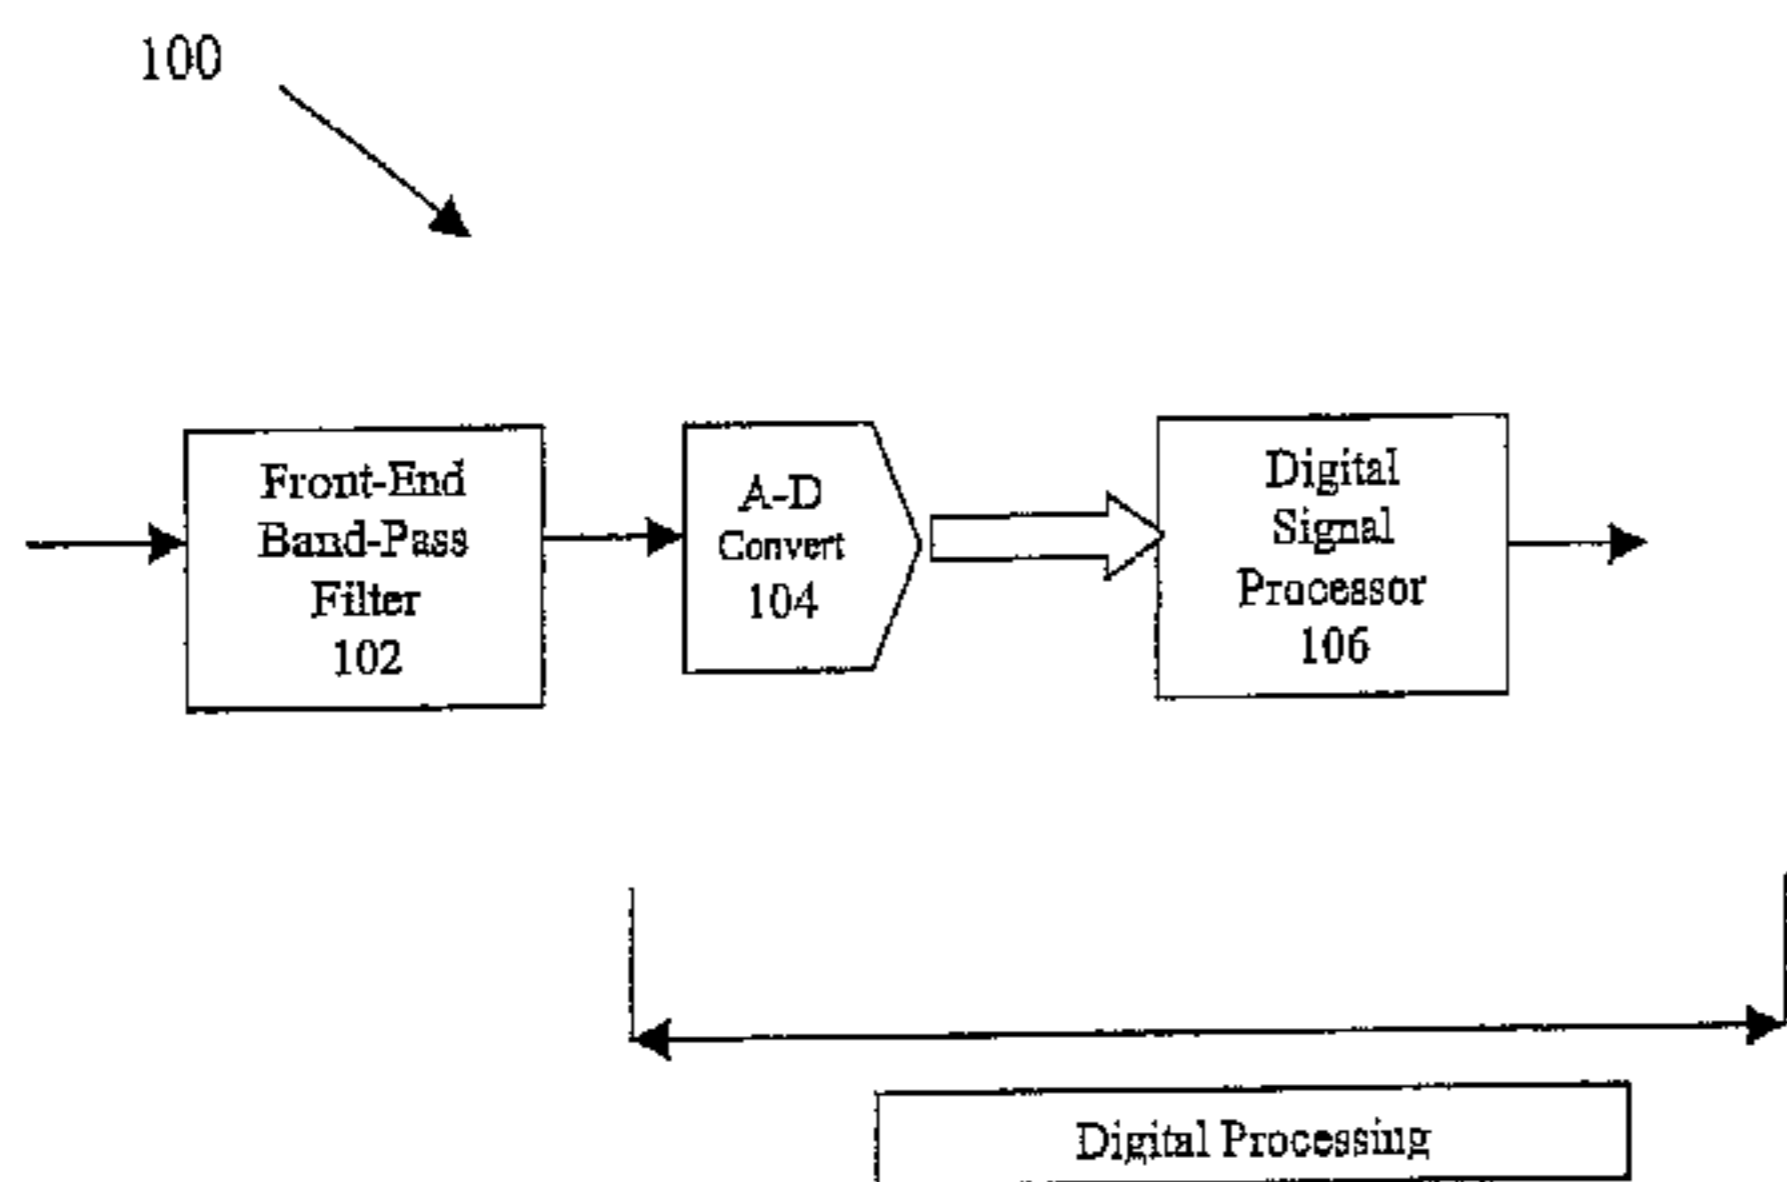 100
Front-End
Band-Pass
Filter
102
A-D
Convert
104
Digital
Signal
Processor
106
Digital Processing